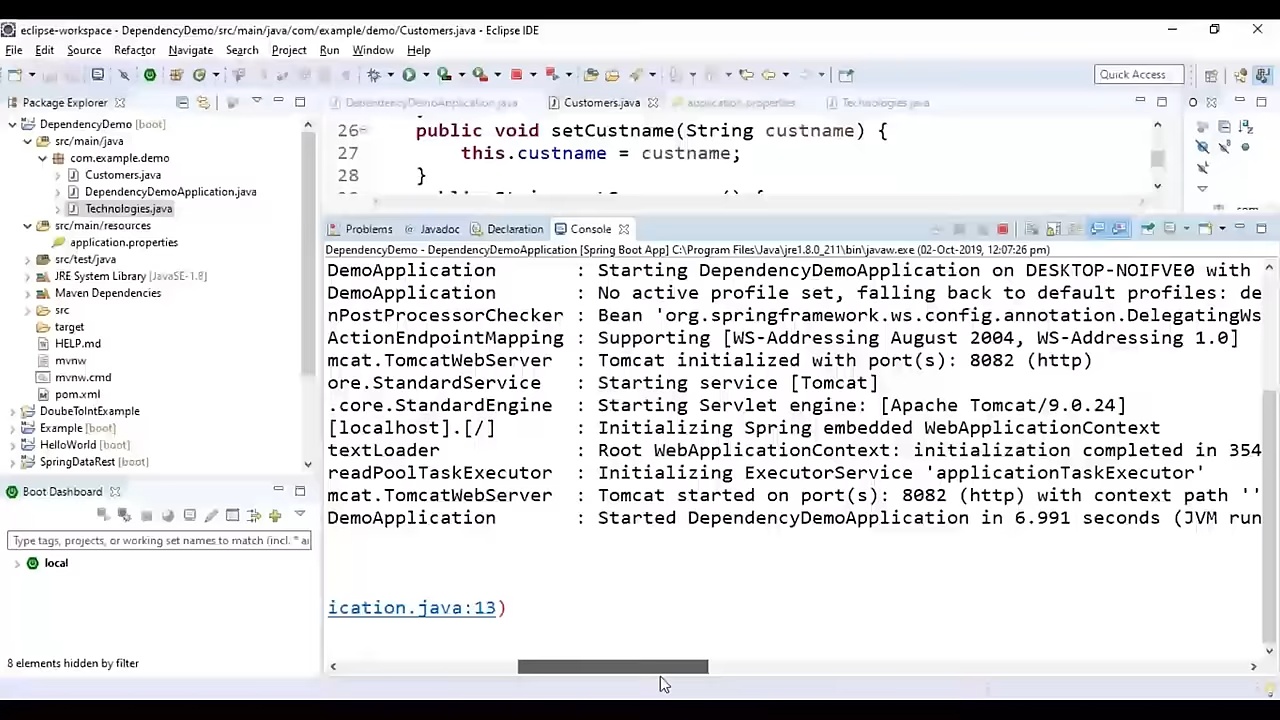 eclipse-workspace - DependencyDemo/src/main/java/com/example/demo/Customers.java - Eclipse IDE
File Edit Source Refactor Navigate Search Project Run Window Help
Quick Access
Package Explorer
DependencyDemo [boot]
src/main/java
com.example.demo
Customers.java
DependencyDemoApplication.java
Technologies.java
src/main/resources
application.properties
src/test/java
JRE System Library [JavaSE-1.8]
Maven Dependencies
src
target
HELP.md
mvnw
mvnw.cmd
pom.xml
DoubeToIntExample
Example [boot]
HelloWorld [boot]
SpringDataRest [boot]
Boot Dashboard
Type tags, projects, or working set names to match (incl. *
local
8 elements hidden by filter
DependencyDemoApplication.java Customers.java application.properties Technologies.java
26 public void setCustname(String custname) {
27 this.custname = custname;
28 }
Problems Javadoc Declaration Console
DependencyDemo - DependencyDemoApplication [Spring Boot App] C:\Program Files\Java\jre1.8.0_211\bin\javaw.exe (02-Oct-2019, 12:07:26 pm)
DemoApplication : Starting DependencyDemoApplication on DESKTOP-NOIFVE0 with
DemoApplication : No active profile set, falling back to default profiles: de
nPostProcessorChecker : Bean 'org.springframework.ws.config.annotation.DelegatingWs
ActionEndpointMapping : Supporting [WS-Addressing August 2004, WS-Addressing 1.0]
mcat.TomcatWebServer : Tomcat initialized with port(s): 8082 (http)
ore.StandardService : Starting service [Tomcat]
.core.StandardEngine : Starting Servlet engine: [Apache Tomcat/9.0.24]
[localhost].[/] : Initializing Spring embedded WebApplicationContext
textLoader : Root WebApplicationContext: initialization completed in 354
readPoolTaskExecutor : Initializing ExecutorService 'applicationTaskExecutor'
mcat.TomcatWebServer : Tomcat started on port(s): 8082 (http) with context path ''
DemoApplication : Started DependencyDemoApplication in 6.991 seconds (JVM run
ication.java:13)